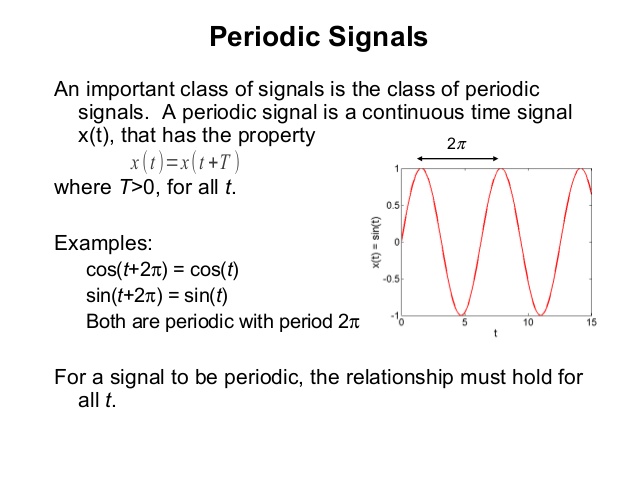 Periodic Signals
An important class of signals is the class of periodic
signals. A periodic signal is a continuous time signal
x(t), that has the property
x(t)=x(t+T)
where T>0, for all t.
Examples:
cos(t+2π) = cos(t)
sin(t+2π) = sin(t)
Both are periodic with period 2π
2π
x(t) = sin(t)
1
0.5
0
-0.5
-1
0 5 10 15
t
For a signal to be periodic, the relationship must hold for
all t.